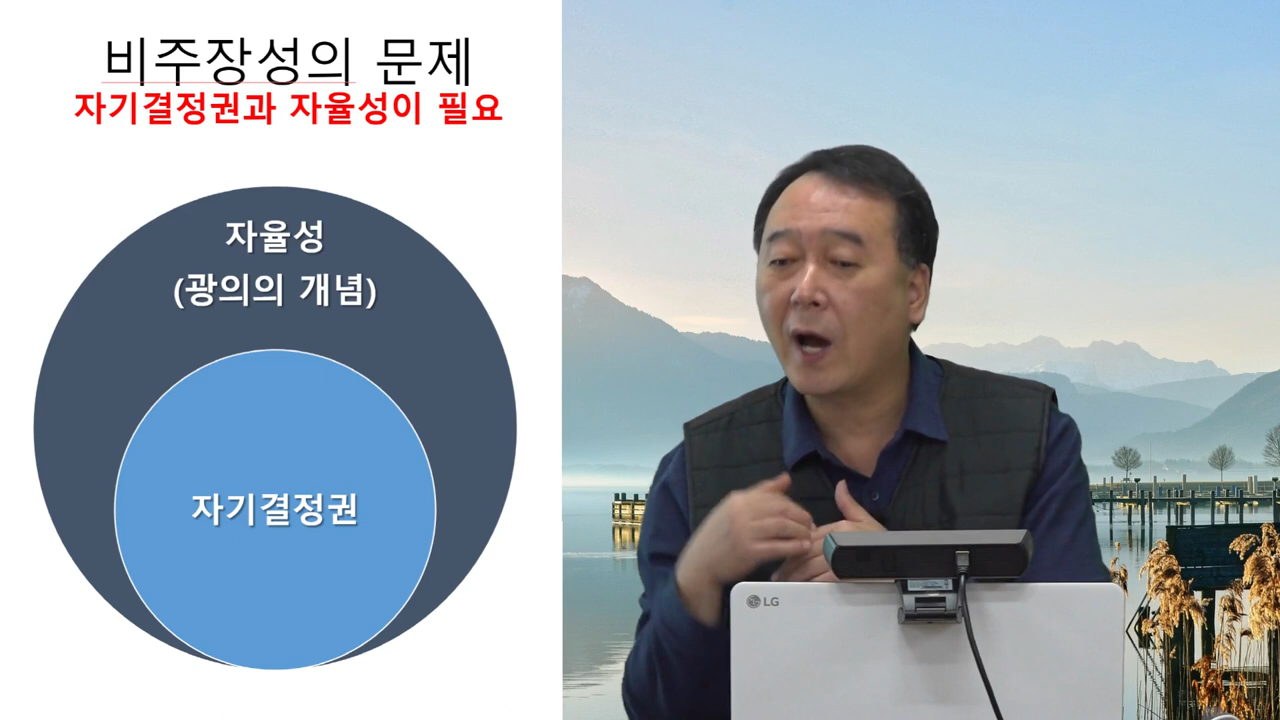 비주장성의 문제
자기결정권과 자율성이 필요
자율성
(광의의 개념)
자기결정권
LG